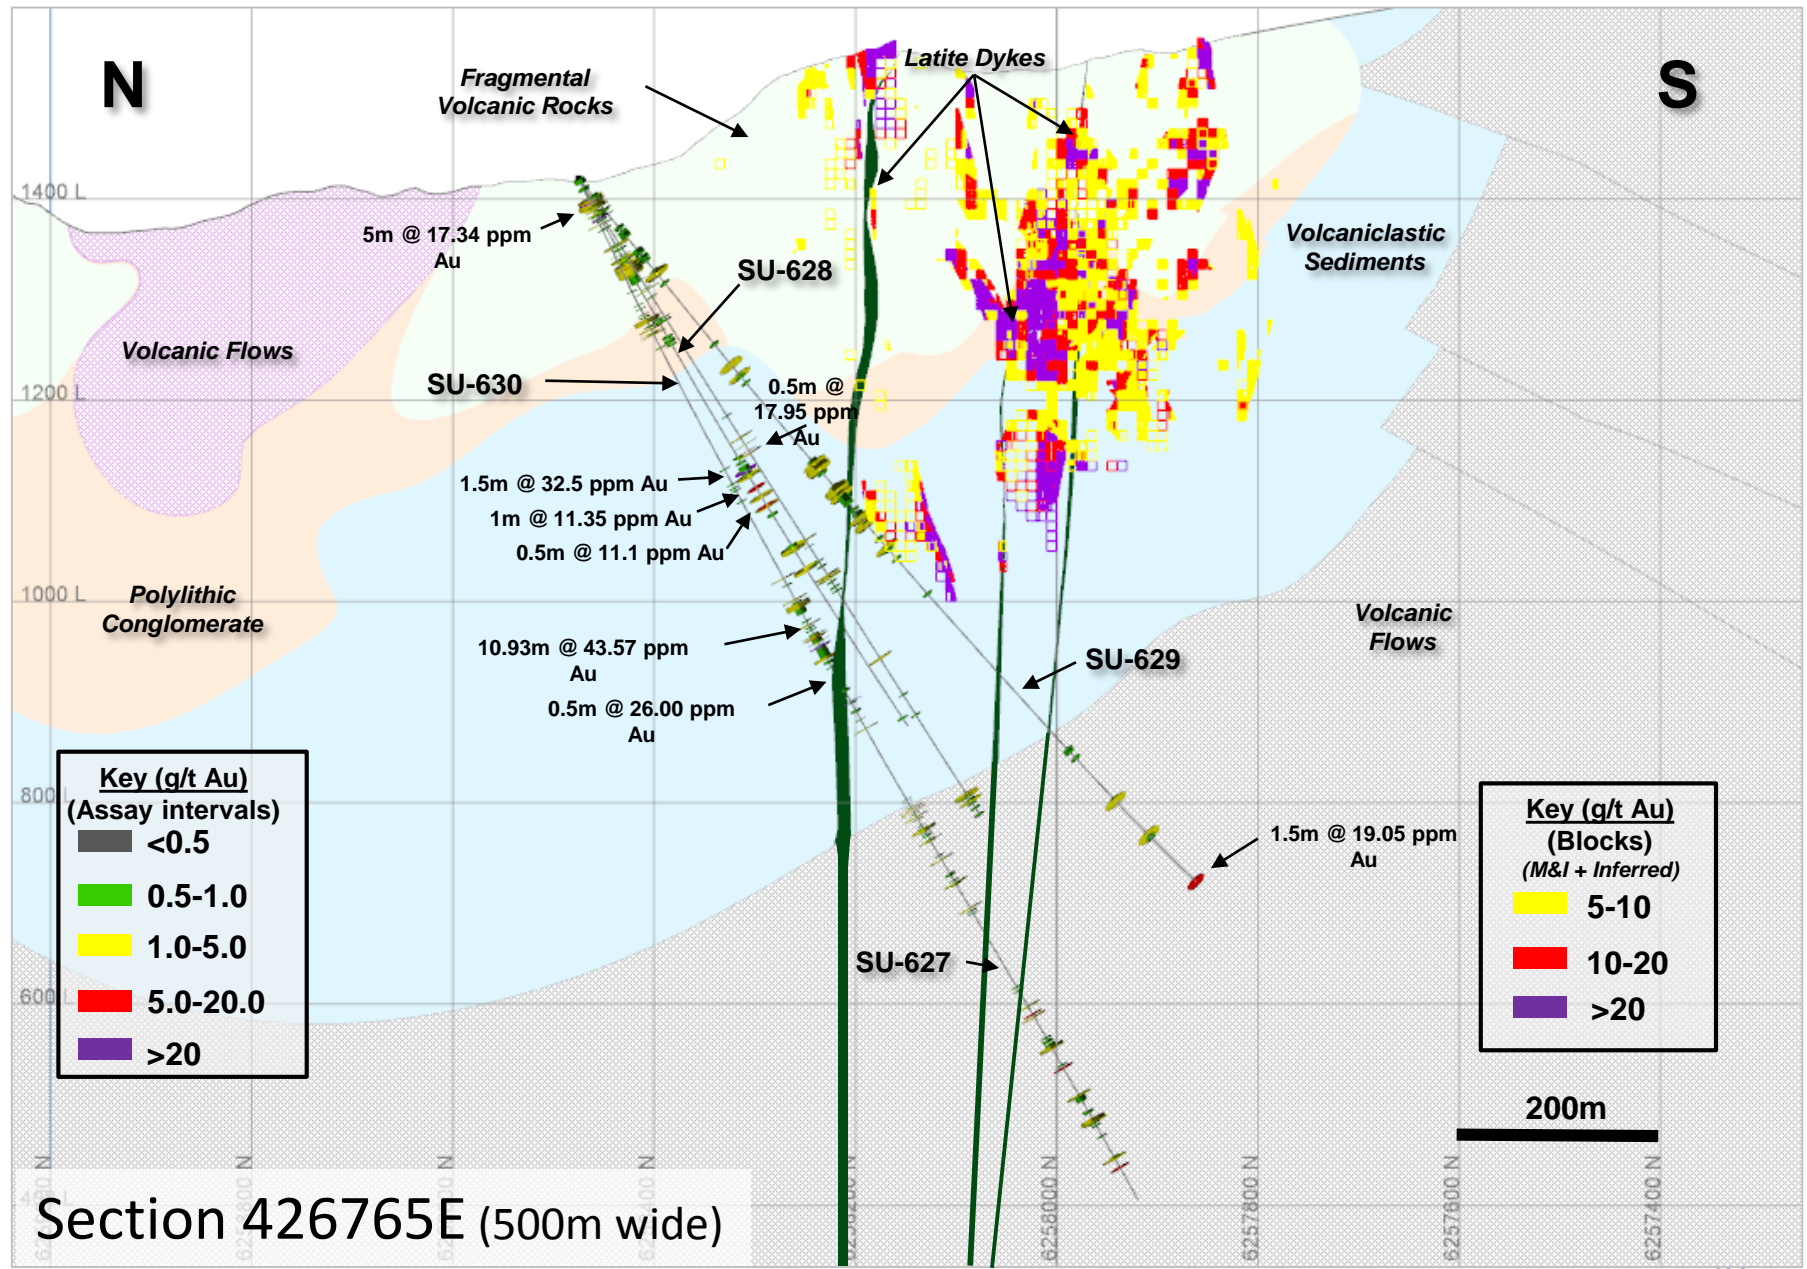 N
S
Fragmental
Volcanic Rocks
Latite Dykes
1400 L
5m @ 17.34 ppm
Au
SU-628
Volcaniclastic
Sediments
Volcanic Flows
SU-630
0.5m @
17.95 ppm
Au
1200 L
1.5m @ 32.5 ppm Au
1m @ 11.35 ppm Au
0.5m @ 11.1 ppm Au
1000 L
Polylithic
Conglomerate
Volcanic
Flows
10.93m @ 43.57 ppm
Au
SU-629
0.5m @ 26.00 ppm
Au
Key (g/t Au)
(Assay intervals)
<0.5
0.5-1.0
1.0-5.0
5.0-20.0
>20
800 L
600 L
1.5m @ 19.05 ppm
Au
Key (g/t Au)
(Blocks)
(M&I + Inferred)
5-10
10-20
>20
SU-627
200m
6258000 N
6257800 N
6257600 N
6257400 N
Section 426765E (500m wide)